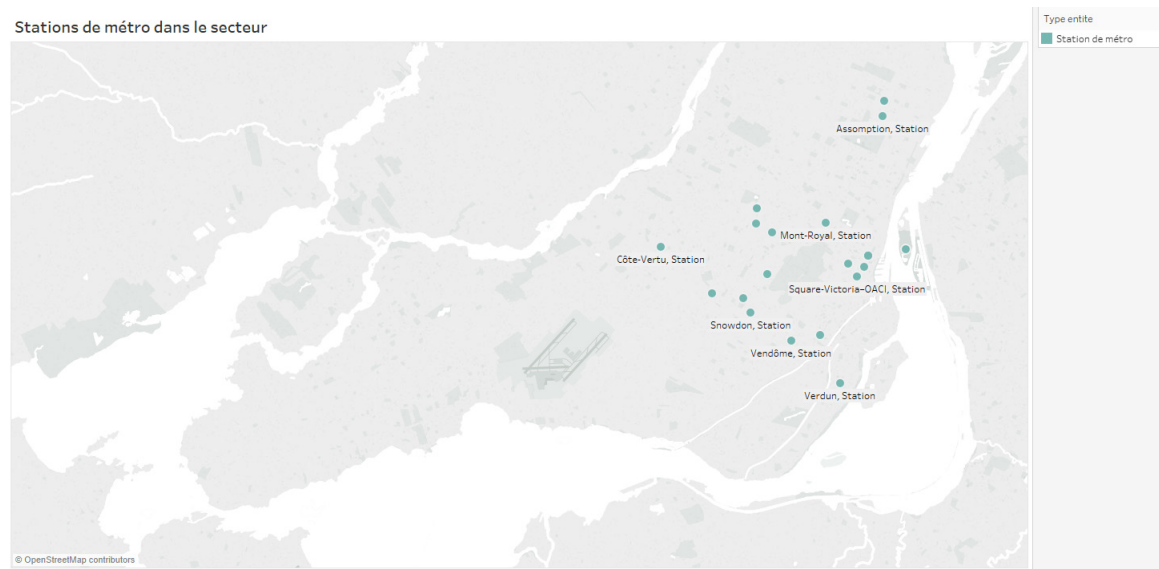 Stations de métro dans le secteur
Type entite
Station de métro
Assomption, Station
Mont-Royal, Station
Côte-Vertu, Station
Square-Victoria–OACI, Station
Snowdon, Station
Vendôme, Station
Verdun, Station
© OpenStreetMap contributors